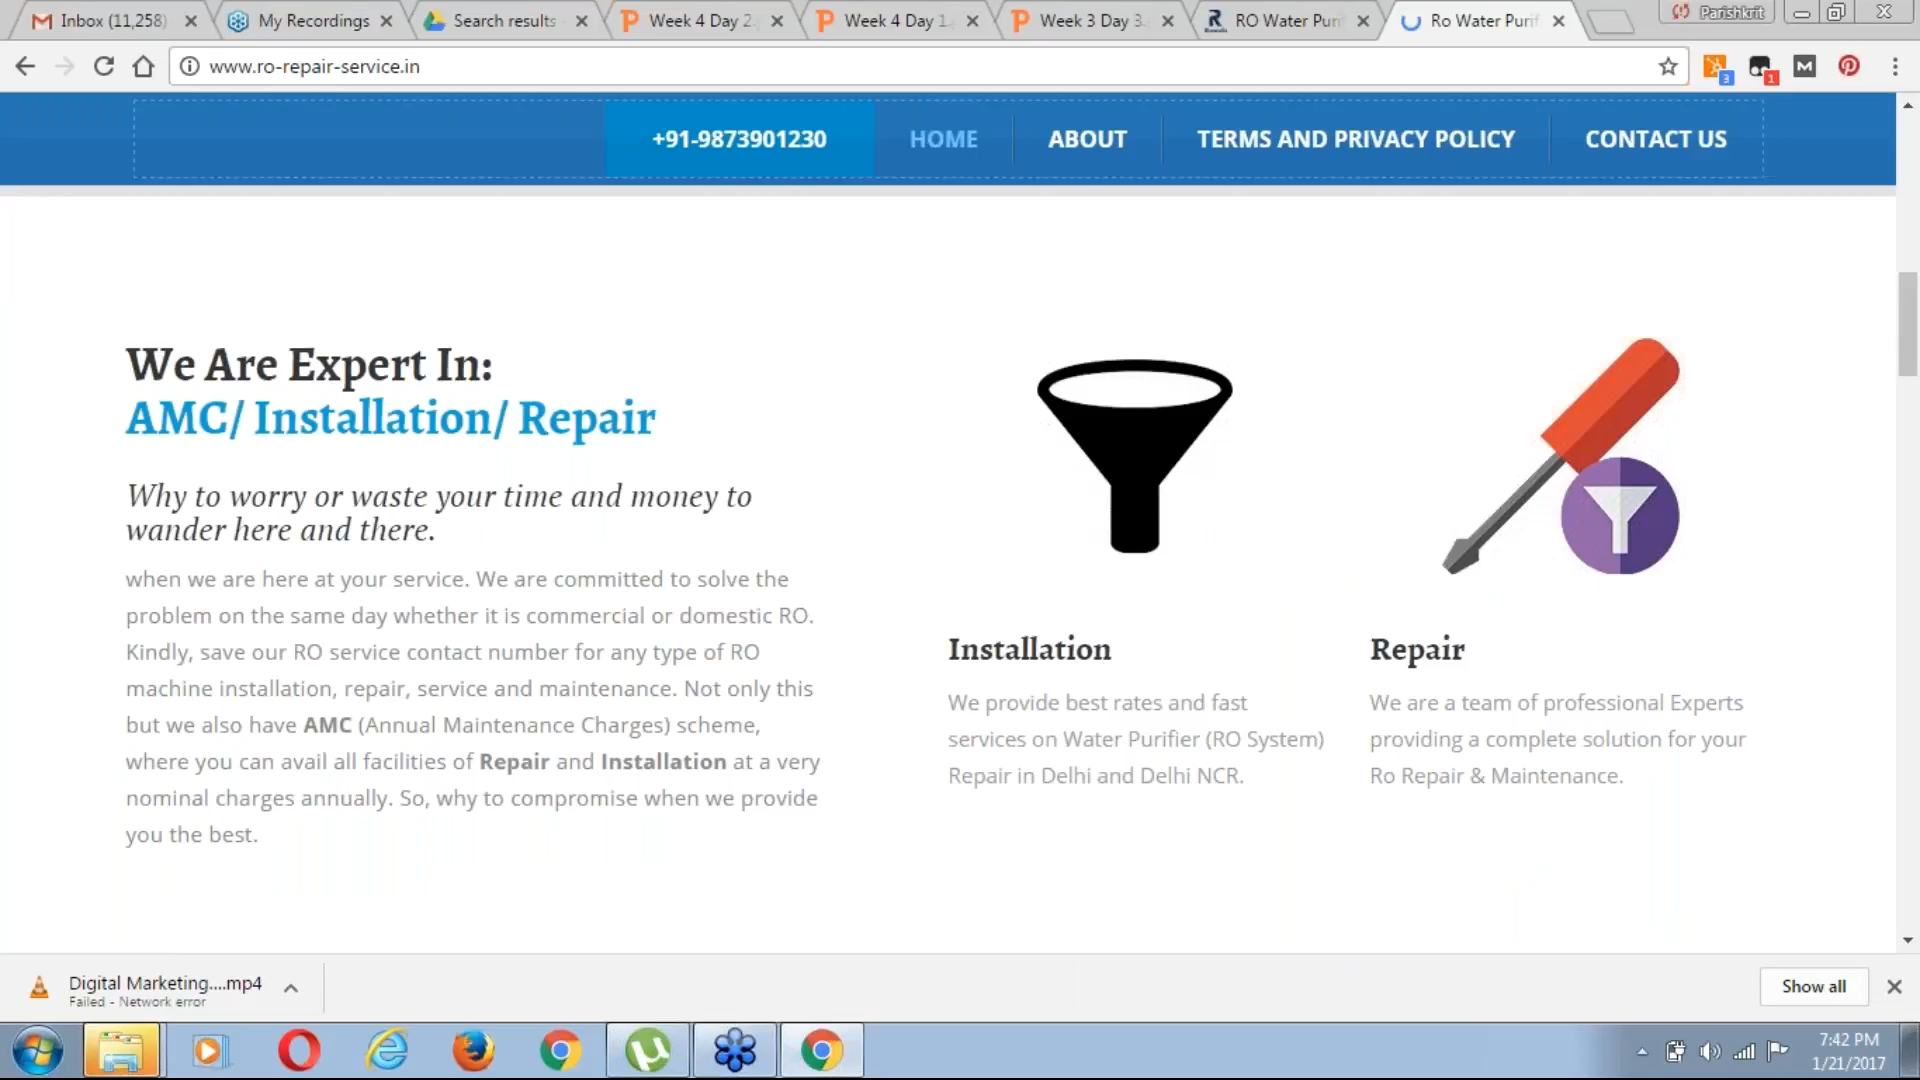 Inbox (11,258)
My Recordings
Search results
Week 4 Day 2
Week 4 Day 1
Week 3 Day 3
RO Water Puri
Ro Water Purif
Parishkrit
www.ro-repair-service.in
3
1
+91-9873901230
HOME
ABOUT
TERMS AND PRIVACY POLICY
CONTACT US
We Are Expert In:
AMC/ Installation/ Repair
Why to worry or waste your time and money to
wander here and there.
when we are here at your service. We are committed to solve the
problem on the same day whether it is commercial or domestic RO.
Kindly, save our RO service contact number for any type of RO
machine installation, repair, service and maintenance. Not only this
but we also have AMC (Annual Maintenance Charges) scheme,
where you can avail all facilities of Repair and Installation at a very
nominal charges annually. So, why to compromise when we provide
you the best.
Installation
We provide best rates and fast
services on Water Purifier (RO System)
Repair in Delhi and Delhi NCR.
Repair
We are a team of professional Experts
providing a complete solution for your
Ro Repair & Maintenance.
Digital Marketing....mp4
Failed - Network error
Show all
7:42 PM
1/21/2017